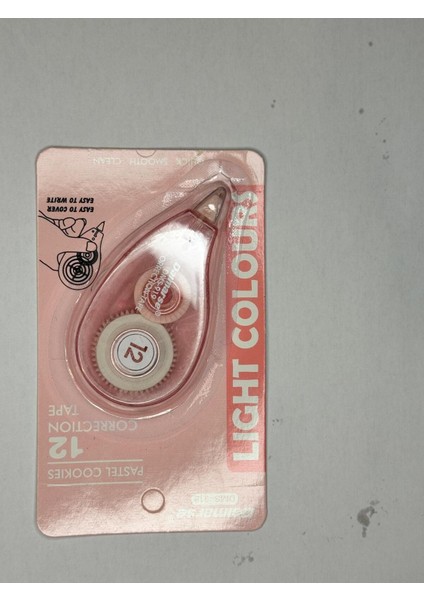 LIGHT COLOURS
SMOOTH CLEAN
EASY TO COVER
EASY TO WRITE
12
PASTEL COOKIES
12
CORRECTION
TAPE